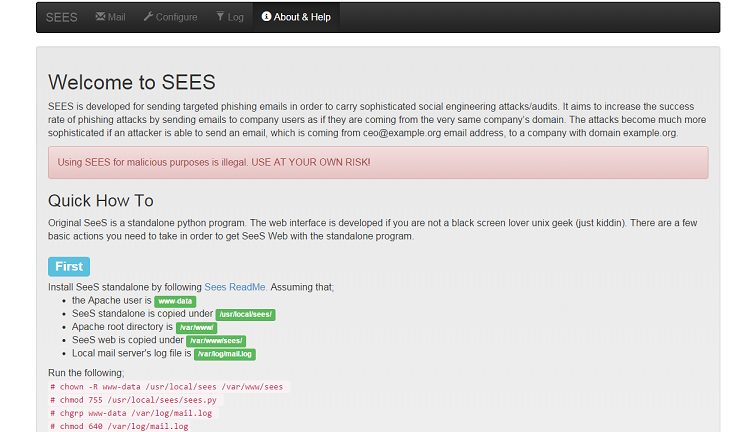 SEES Mail Configure Log About & Help
Welcome to SEES
SEES is developed for sending targeted phishing emails in order to carry sophisticated social engineering attacks/audits. It aims to increase the success
rate of phishing attacks by sending emails to company users as if they are coming from the very same company's domain. The attacks become much more
sophisticated if an attacker is able to send an email, which is coming from ceo@example.org email address, to a company with domain example.org.
Using SEES for malicious purposes is illegal. USE AT YOUR OWN RISK!
Quick How To
Original SeeS is a standalone python program. The web interface is developed if you are not a black screen lover unix geek (just kiddin). There are a few
basic actions you need to take in order to get SeeS Web with the standalone program.
First
Install SeeS standalone by following Sees ReadMe. Assuming that;
• the Apache user is www-data
• SeeS standalone is copied under /usr/local/sees/
• Apache root directory is /var/www/
• SeeS web is copied under /var/www/sees/
• Local mail server's log file is /var/log/mail.log
Run the following;
# chown -R www-data /usr/local/sees /var/www/sees
# chmod 755 /usr/local/sees/sees.py
# chgrp www-data /var/log/mail.log
# chmod 640 /var/log/mail.log